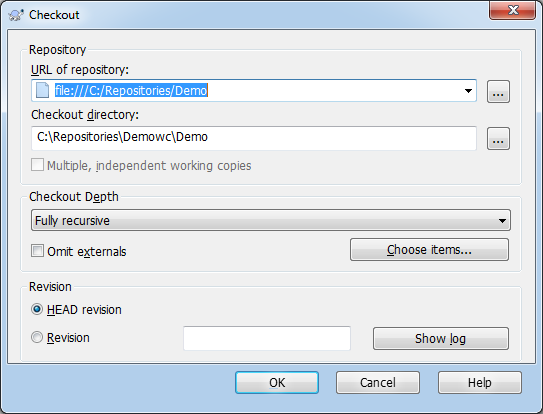 Checkout
Repository
URL of repository:
file:///C:/Repositories/Demo
...
Checkout directory:
C:\Repositories\Demowc\Demo
...
Multiple, independent working copies
Checkout Depth
Fully recursive
Omit externals
Choose items...
Revision
HEAD revision
Revision
Show log
OK
Cancel
Help